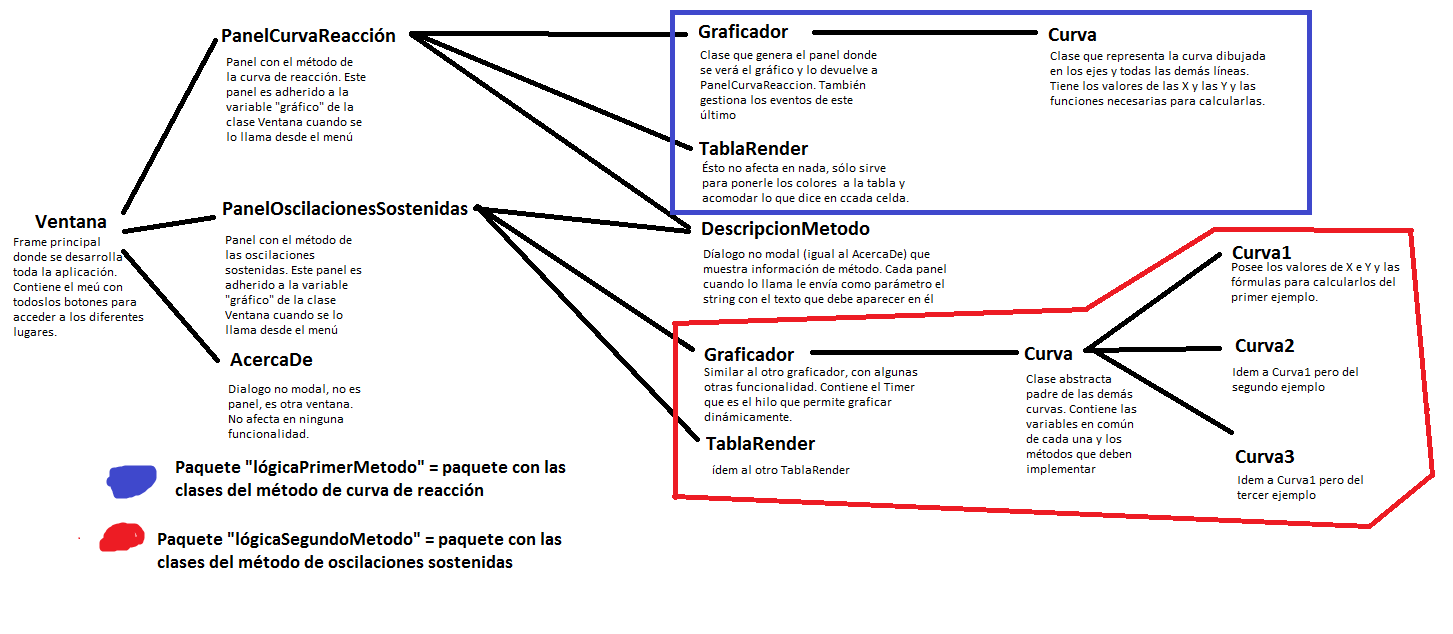 PanelCurvaReacción
Panel con el método de
la curva de reacción. Este
panel es adherido a la
variable "gráfico" de la
clase Ventana cuando se
lo llama desde el menú
Graficador
Clase que genera el panel donde
se verá el gráfico y lo devuelve a
PanelCurvaReaccion. También
gestiona los eventos de este
último
Curva
Clase que representa la curva dibujada
en los ejes y todas las demás líneas.
Tiene los valores de las X y las Y y las
funciones necesarias para calcularlas.
TablaRender
Ésto no afecta en nada, sólo sirve
para ponerle los colores  a la tabla y
acomodar lo que dice en ccada celda.
Ventana
Frame principal
donde se desarrolla
toda la aplicación.
Contiene el meú con
todoslos botones para
acceder a los diferentes
lugares.
PanelOscilacionesSostenidas
Panel con el método de
las oscilaciones
sostenidas. Este panel es
adherido a la variable
"gráfico" de la clase
Ventana cuando se lo
llama desde el menú
DescripcionMetodo
Díalogo no modal (igual al AcercaDe) que
muestra información de método. Cada panel
cuando lo llama le envía como parámetro el
string con el texto que debe aparecer en él
AcercaDe
Dialogo no modal, no es
panel, es otra ventana.
No afecta en ninguna
funcionalidad.
Graficador
Similar al otro graficador, con algunas
otras funcionalidad. Contiene el Timer
que es el hilo que permite graficar
dinámicamente.
TablaRender
ídem al otro TablaRender
Curva
Clase abstracta
padre de las demás
curvas. Contiene las
variables en común
de cada una y los
métodos que deben
implementar
Curva1
Posee los valores de X e Y y las
fórmulas para calcularlos del
primer ejemplo.
Curva2
Idem a Curva1 pero del
segundo ejemplo
Curva3
Idem a Curva1 pero del
tercer ejemplo
Paquete "lógicaPrimerMetodo" = paquete con las
clases del método de curva de reacción
Paquete "lógicaSegundoMetodo" = paquete con las
clases del método de oscilaciones sostenidas